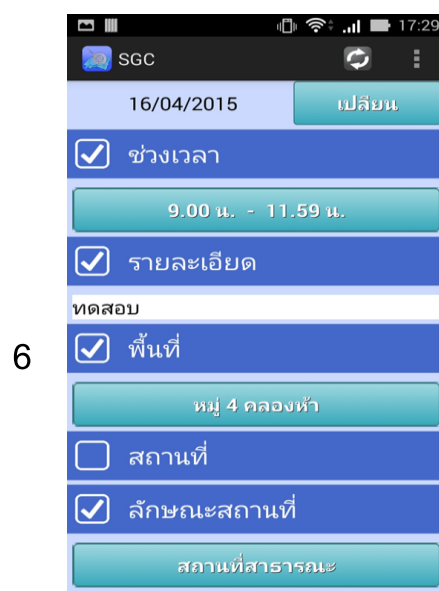 17:29
SGC
16/04/2015 เปลี่ยน
ช่วงเวลา
9.00 น. - 11.59 น.
รายละเอียด
ทดสอบ
6
พื้นที่
หมู่ 4 คลองห้า
สถานที่
ลักษณะสถานที่
สถานที่สาธารณะ